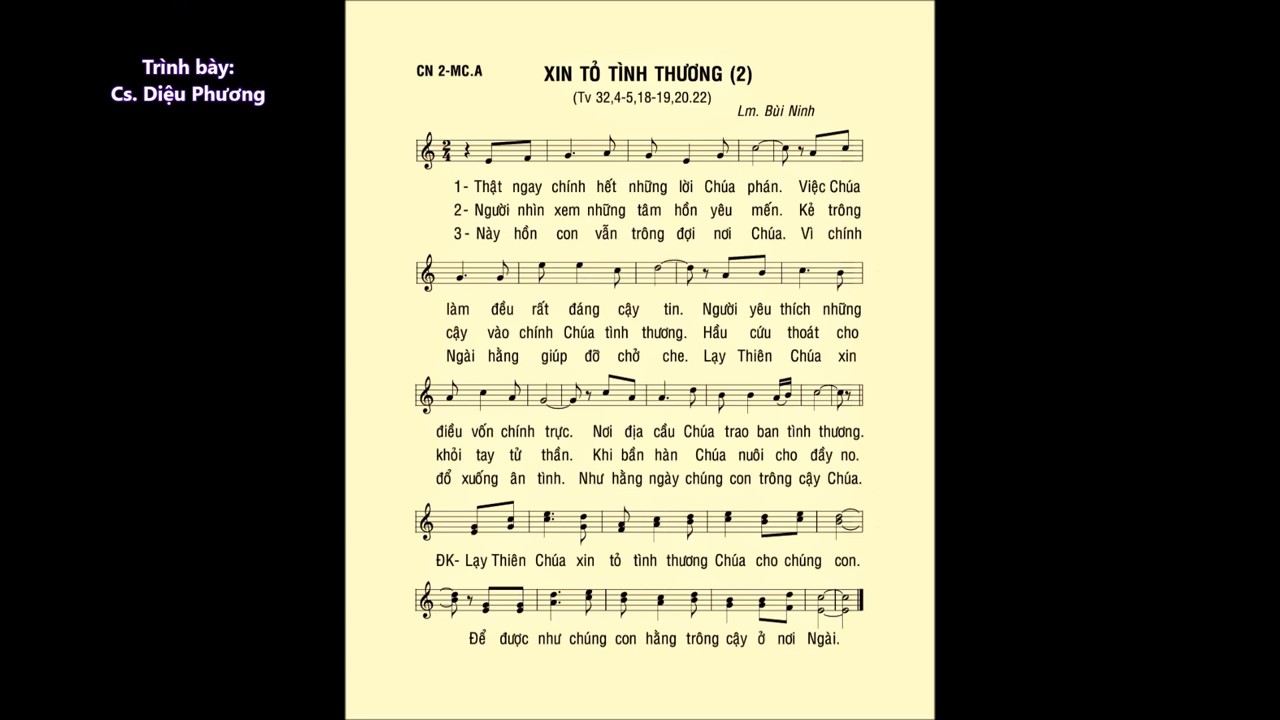 Trình bày:
Cs. Diệu Phương
CN 2-MC.A
XIN TỎ TÌNH THƯƠNG (2)
(Tv 32,4-5,18-19,20.22)
Lm. Bùi Ninh
1- Thật ngay chính hết những lời Chúa phán. Việc Chúa
2- Người nhìn xem những tâm hồn yêu mến. Kẻ trông
3- Này hồn con vẫn trông đợi nơi Chúa. Vì chính
làm đều rất đáng cậy tin. Người yêu thích những
cậy vào chính Chúa tình thương. Hầu cứu thoát cho
Ngài hằng giúp đỡ chở che. Lạy Thiên Chúa xin
điều vốn chính trực. Nơi địa cầu Chúa trao ban tình thương.
khỏi tay tử thần. Khi bần hàn Chúa nuôi cho đầy no.
đổ xuống ân tình. Như hằng ngày chúng con trông cậy Chúa.
ĐK- Lạy Thiên Chúa xin tỏ tình thương Chúa cho chúng con.
Để được như chúng con hằng trông cậy ở nơi Ngài.